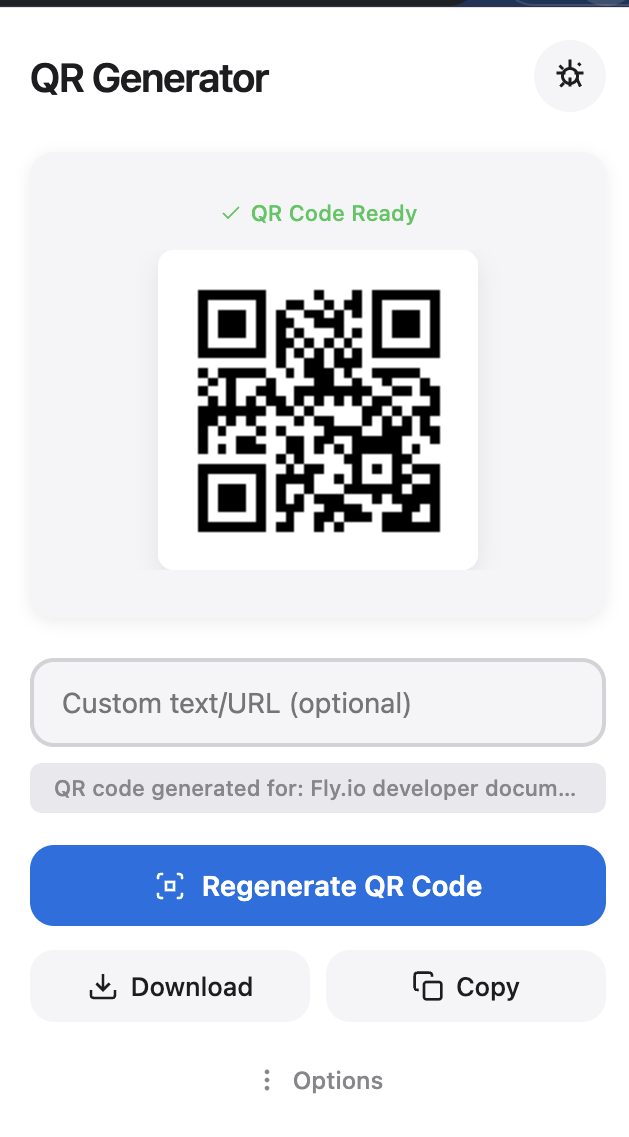 QR Generator
QR Code Ready
Custom text/URL (optional)
QR code generated for: Fly.io developer docum...
Regenerate QR Code
Download
Copy
Options